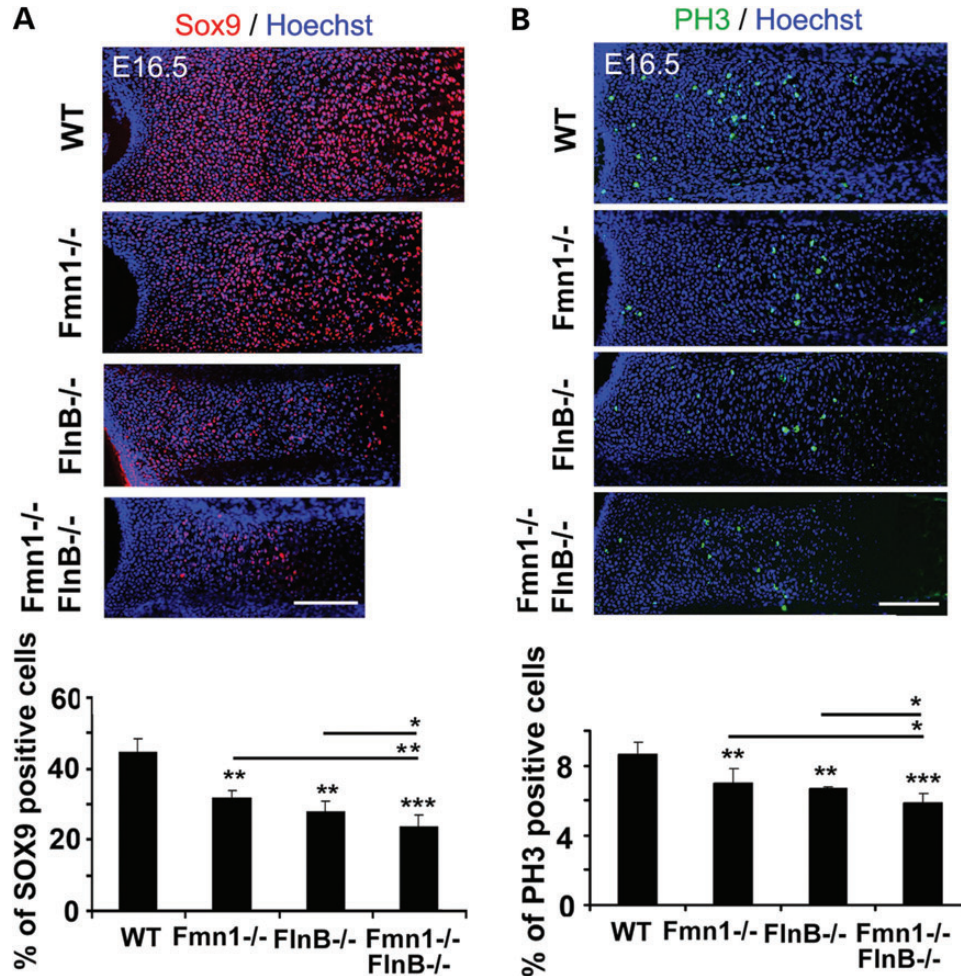 A
Sox9 / Hoechst
E16.5
WT
Fmn1-/-
FlnB-/-
Fmn1-/-
FlnB-/-
% of SOX9 positive cells
60
40
20
0
*
**
**
**
***
WT
Fmn1-/-
FlnB-/-
Fmn1-/-
FlnB-/-
B
PH3 / Hoechst
E16.5
WT
Fmn1-/-
FlnB-/-
Fmn1-/-
FlnB-/-
% of PH3 positive cells
8
4
0
*
*
**
**
***
WT
Fmn1-/-
FlnB-/-
Fmn1-/-
FlnB-/-